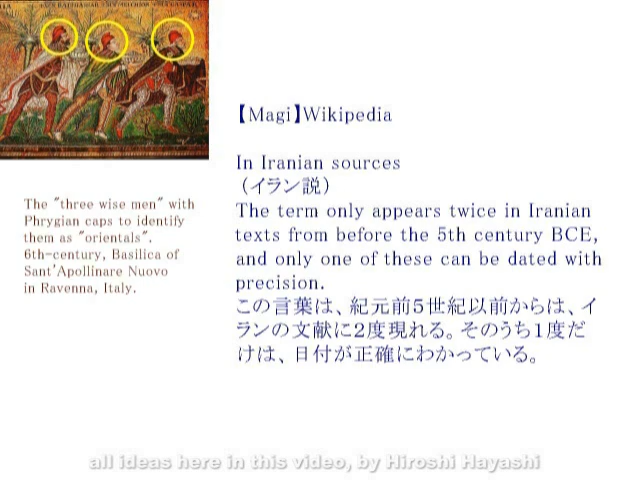 BALTHASSAR MELCHIOR GASPAR
【Magi】Wikipedia
In Iranian sources
（イラン説）
The term only appears twice in Iranian
texts from before the 5th century BCE,
and only one of these can be dated with
precision.
この言葉は、紀元前５世紀以前からは、イ
ランの文献に２度現れる。そのうち１度だ
けは、日付が正確にわかっている。
The "three wise men" with
Phrygian caps to identify
them as "orientals".
6th-century, Basilica of
Sant'Apollinare Nuovo
in Ravenna, Italy.
all ideas here in this video, by Hiroshi Hayashi